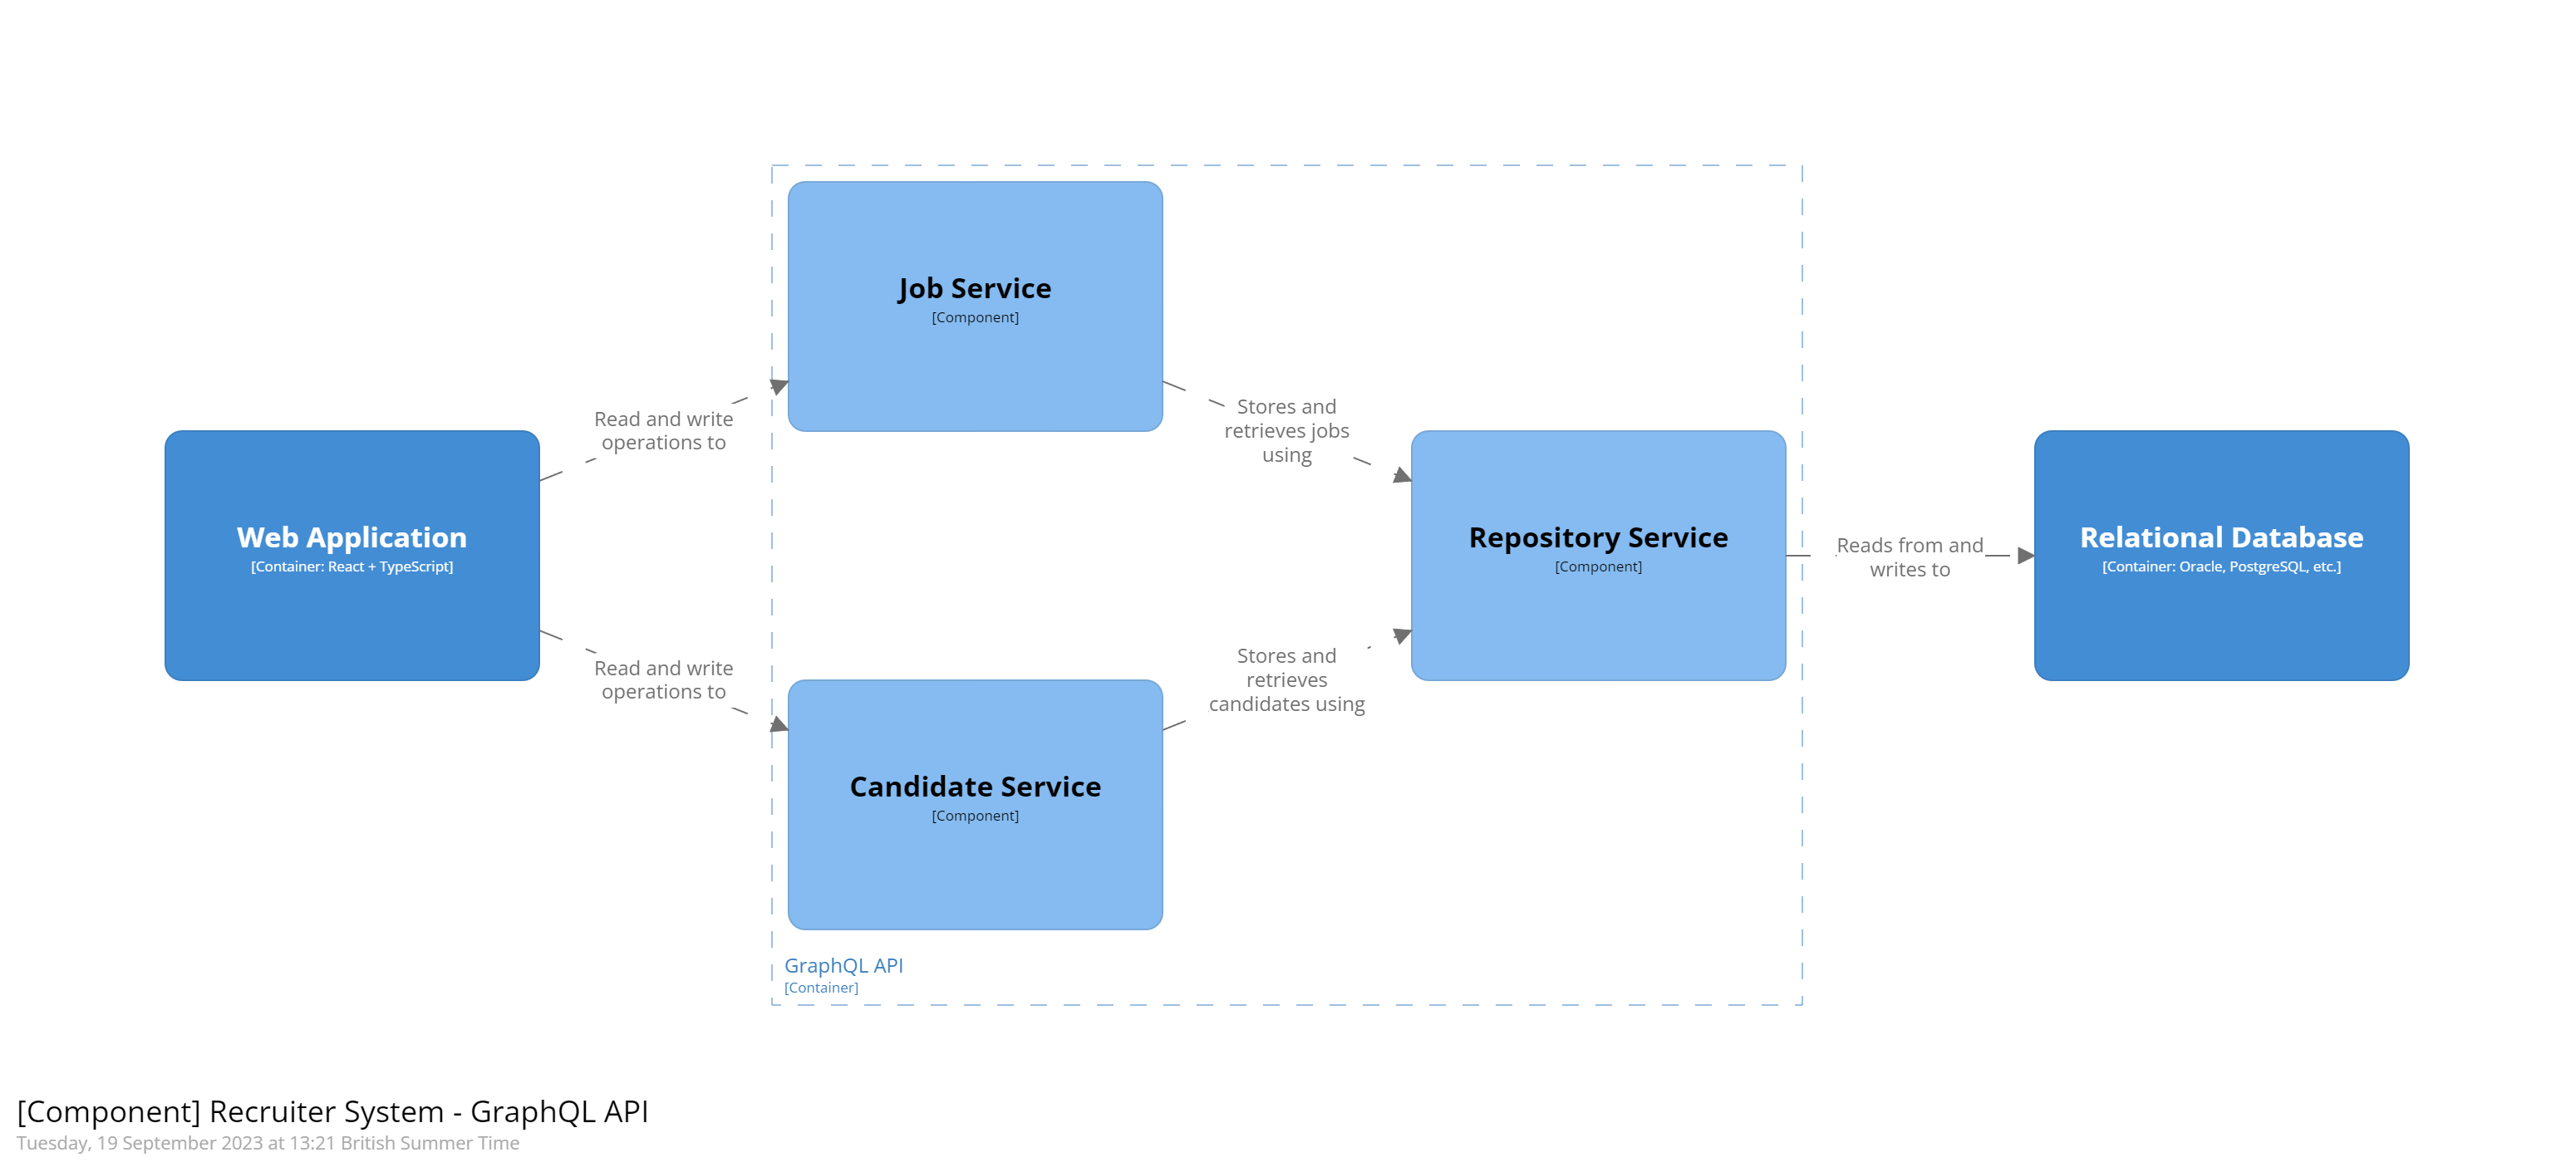 Job Service
[Component]
Read and write
operations to
Stores and
retrieves jobs
using
Web Application
[Container: React + TypeScript]
Repository Service
[Component]
Reads from and
writes to
Relational Database
[Container: Oracle, PostgreSQL, etc.]
Read and write
operations to
Stores and
retrieves
candidates using
Candidate Service
[Component]
GraphQL API
[Container]
[Component] Recruiter System - GraphQL API
Tuesday, 19 September 2023 at 13:21 British Summer Time